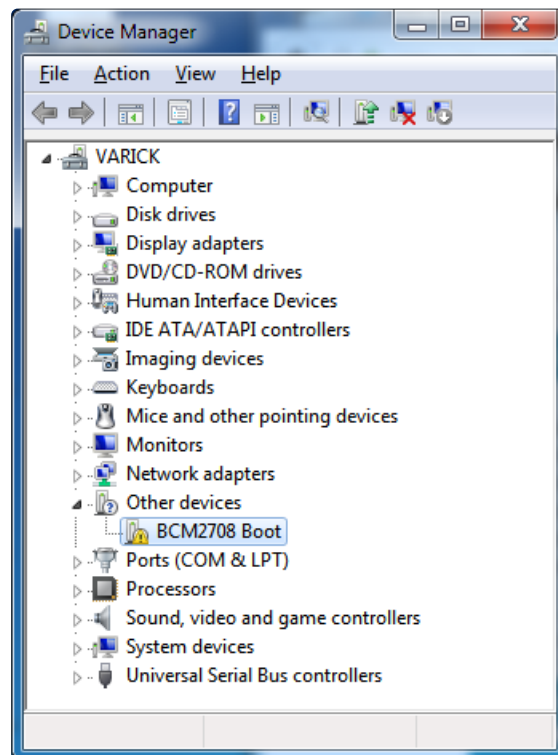 Device Manager
File Action View Help
VARICK
Computer
Disk drives
Display adapters
DVD/CD-ROM drives
Human Interface Devices
IDE ATA/ATAPI controllers
Imaging devices
Keyboards
Mice and other pointing devices
Monitors
Network adapters
Other devices
BCM2708 Boot
Ports (COM & LPT)
Processors
Sound, video and game controllers
System devices
Universal Serial Bus controllers